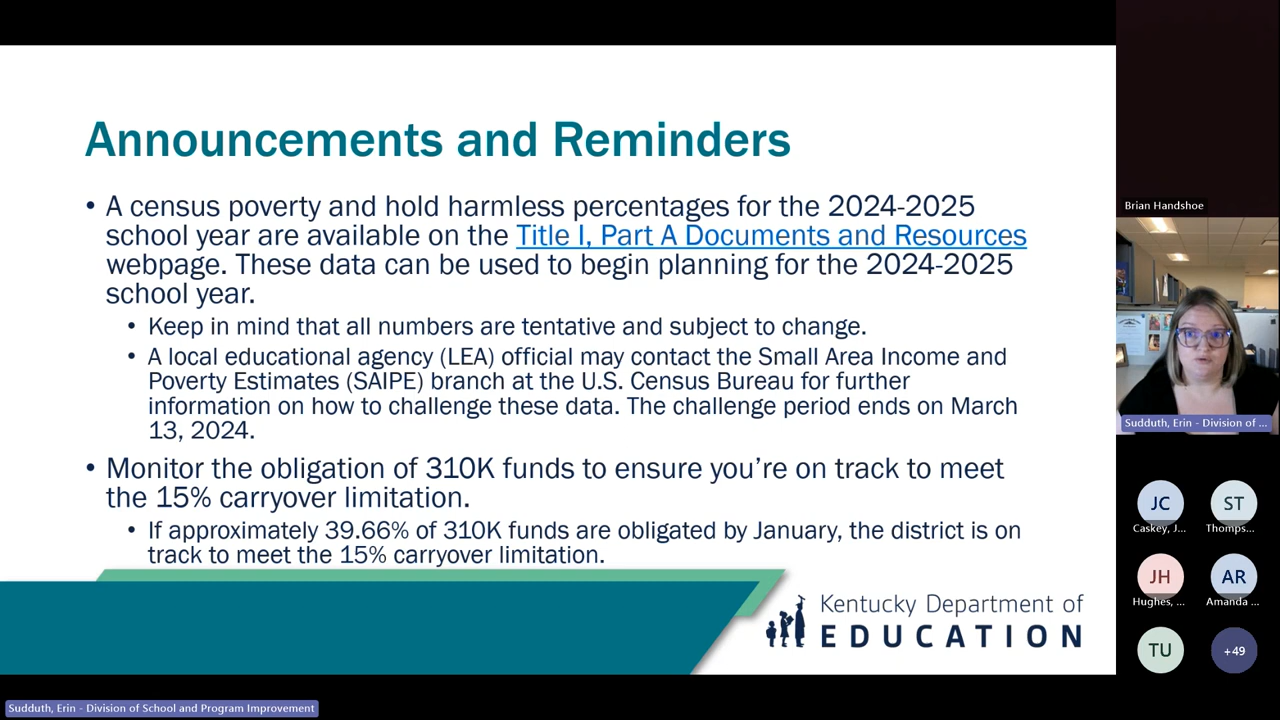 Announcements and Reminders
• A census poverty and hold harmless percentages for the 2024-2025
school year are available on the Title I, Part A Documents and Resources
webpage. These data can be used to begin planning for the 2024-2025
school year.
• Keep in mind that all numbers are tentative and subject to change.
• A local educational agency (LEA) official may contact the Small Area Income and
Poverty Estimates (SAIPE) branch at the U.S. Census Bureau for further
information on how to challenge these data. The challenge period ends on March
13, 2024.
• Monitor the obligation of 310K funds to ensure you're on track to meet
the 15% carryover limitation.
• If approximately 39.66% of 310K funds are obligated by January, the district is on
track to meet the 15% carryover limitation.
Kentucky Department of
EDUCATION
Brian Handshoe
Sudduth, Erin - Division of ...
JC
Caskey, J...
ST
Thomps...
JH
Hughes, ...
AR
Amanda ...
TU
+49
Sudduth, Erin - Division of School and Program Improvement